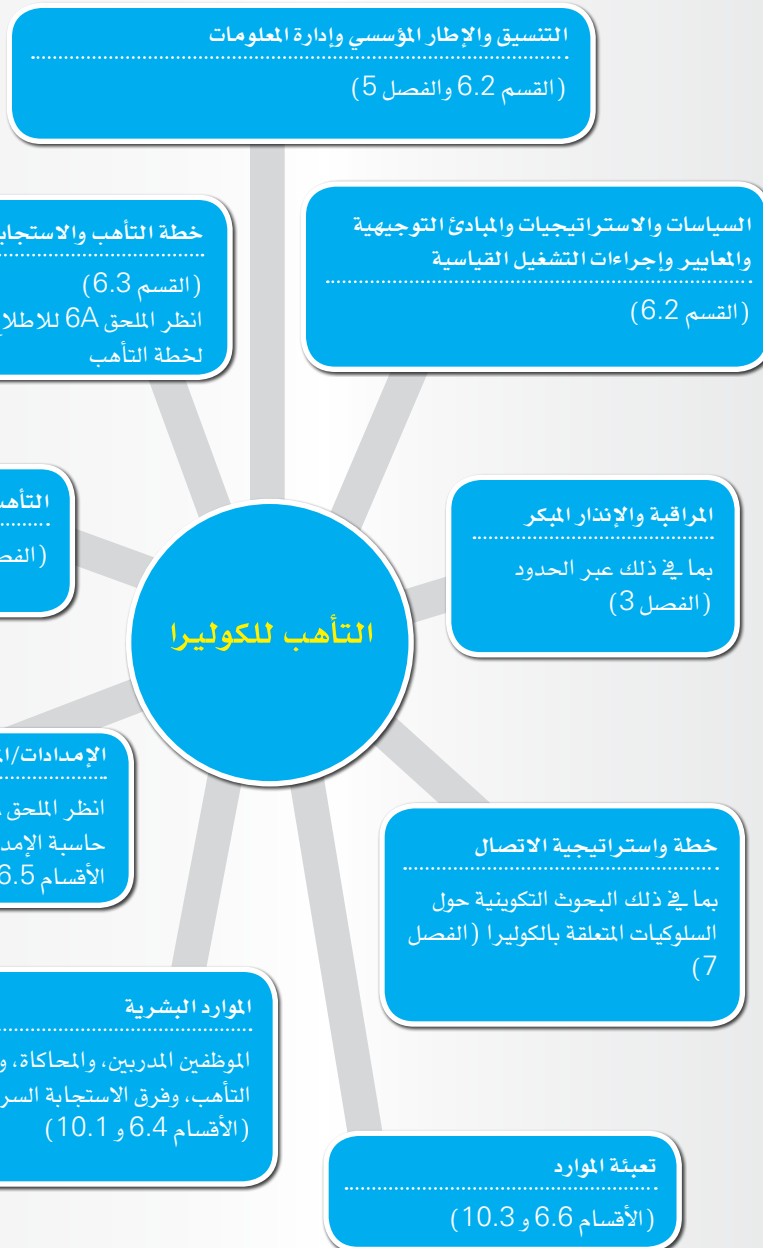 التنسيق والإطار المؤسسي وإدارة المعلومات
(القسم 6.2 والفصل 5)
السياسات والاستراتيجيات والمبادئ التوجيهية
والمعايير وإجراءات التشغيل القياسية
(القسم 6.2)
خطة التأهب
(القسم 6.3)
انظر الملحق 6A
لخطة التأهب
المراقبة والإنذار المبكر
بما في ذلك عبر الحدود
(الفصل 3)
التأهب للكوليرا
خطة واستراتيجية الاتصال
بما في ذلك البحوث التكوينية حول
السلوكيات المتعلقة بالكوليرا (الفصل
7)
الإمدادات/
انظر الملحق
حاسبة
الأقسام 6.5
الموارد البشرية
الموظفين المدربين، والمحاكاة،
التأهب، وفرق الاستجابة
(الأقسام 6.4 و 10.1)
تعبئة الموارد
(الأقسام 6.6 و 10.3)